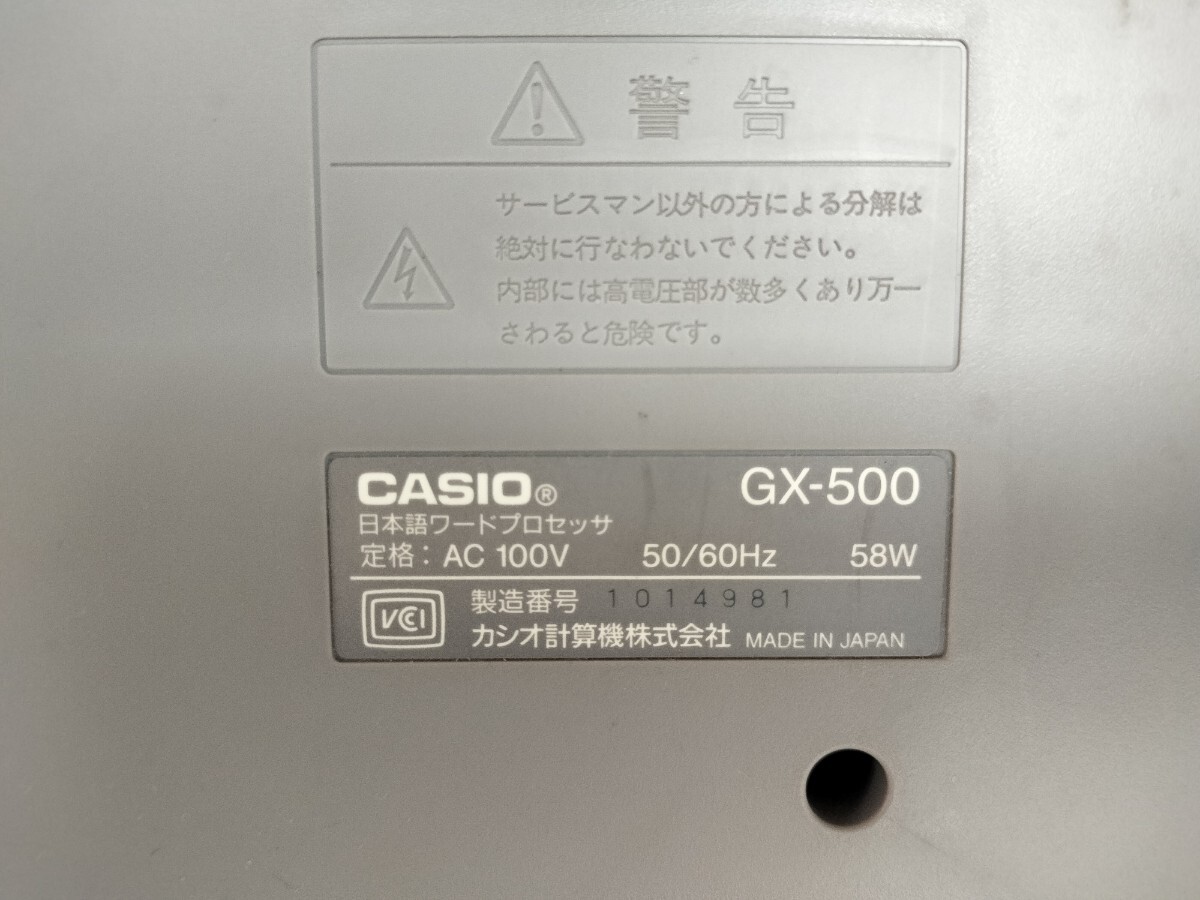 警告
サービスマン以外の方による分解は
絶対に行なわないでください。
内部には高電圧部が数多くあり万一
さわると危険です。
CASIO® GX-500
日本語ワードプロセッサ
定格：AC 100V 50/60Hz 58W
VCCI 製造番号 1014981
カシオ計算機株式会社 MADE IN JAPAN